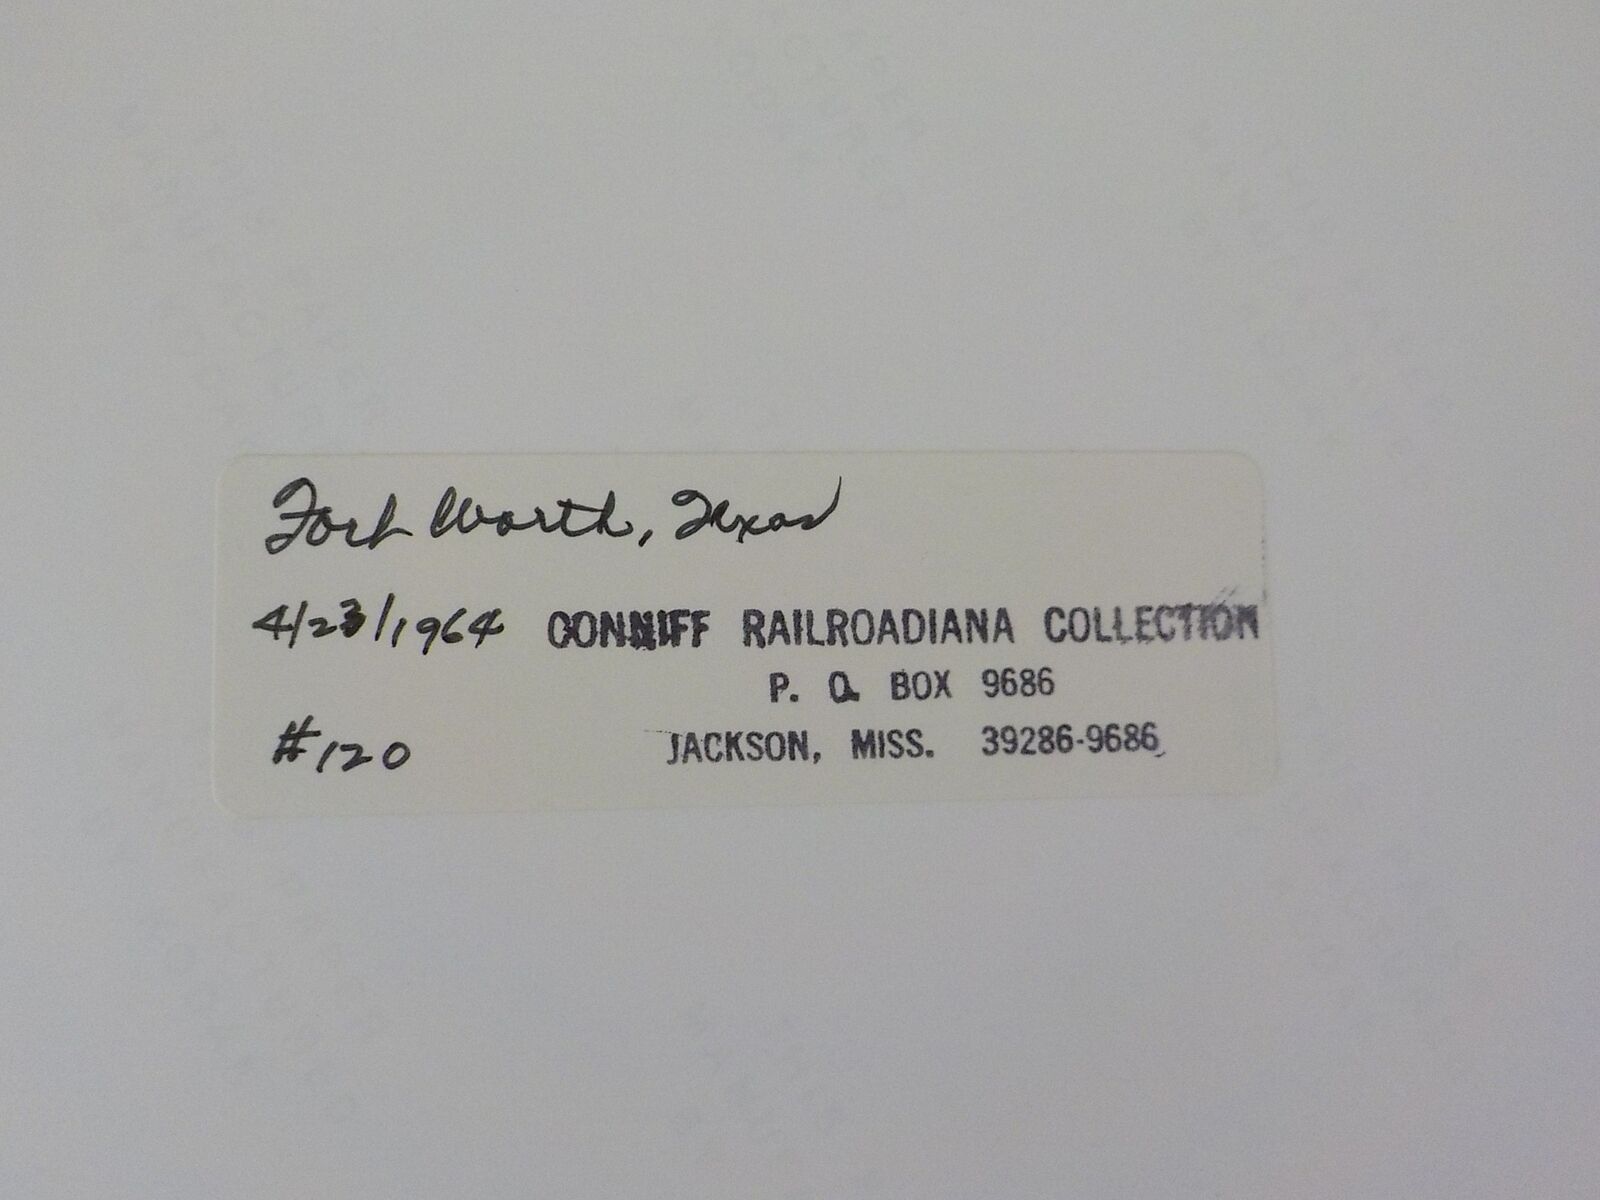 Fort Worth, Texas
4/23/1964 CONNIFF RAILROADIANA COLLECTION
P. O. BOX 9686
#120 JACKSON, MISS. 39286-9686